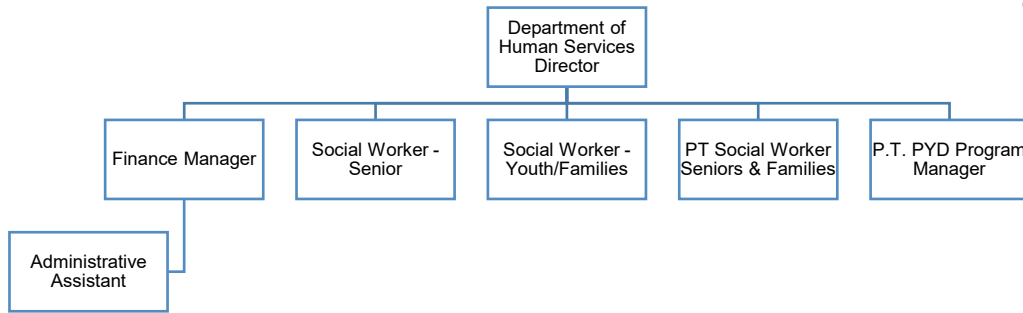 Department of
Human Services
Director
Finance Manager
Social Worker -
Senior
Social Worker -
Youth/Families
PT Social Worker
Seniors & Families
P.T. PYD Program
Manager
Administrative
Assistant